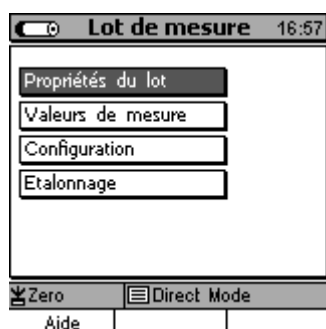 Lot de mesure 16:57
Propriétés du lot
Valeurs de mesure
Configuration
Etalonnage
Zero Direct Mode
Aide